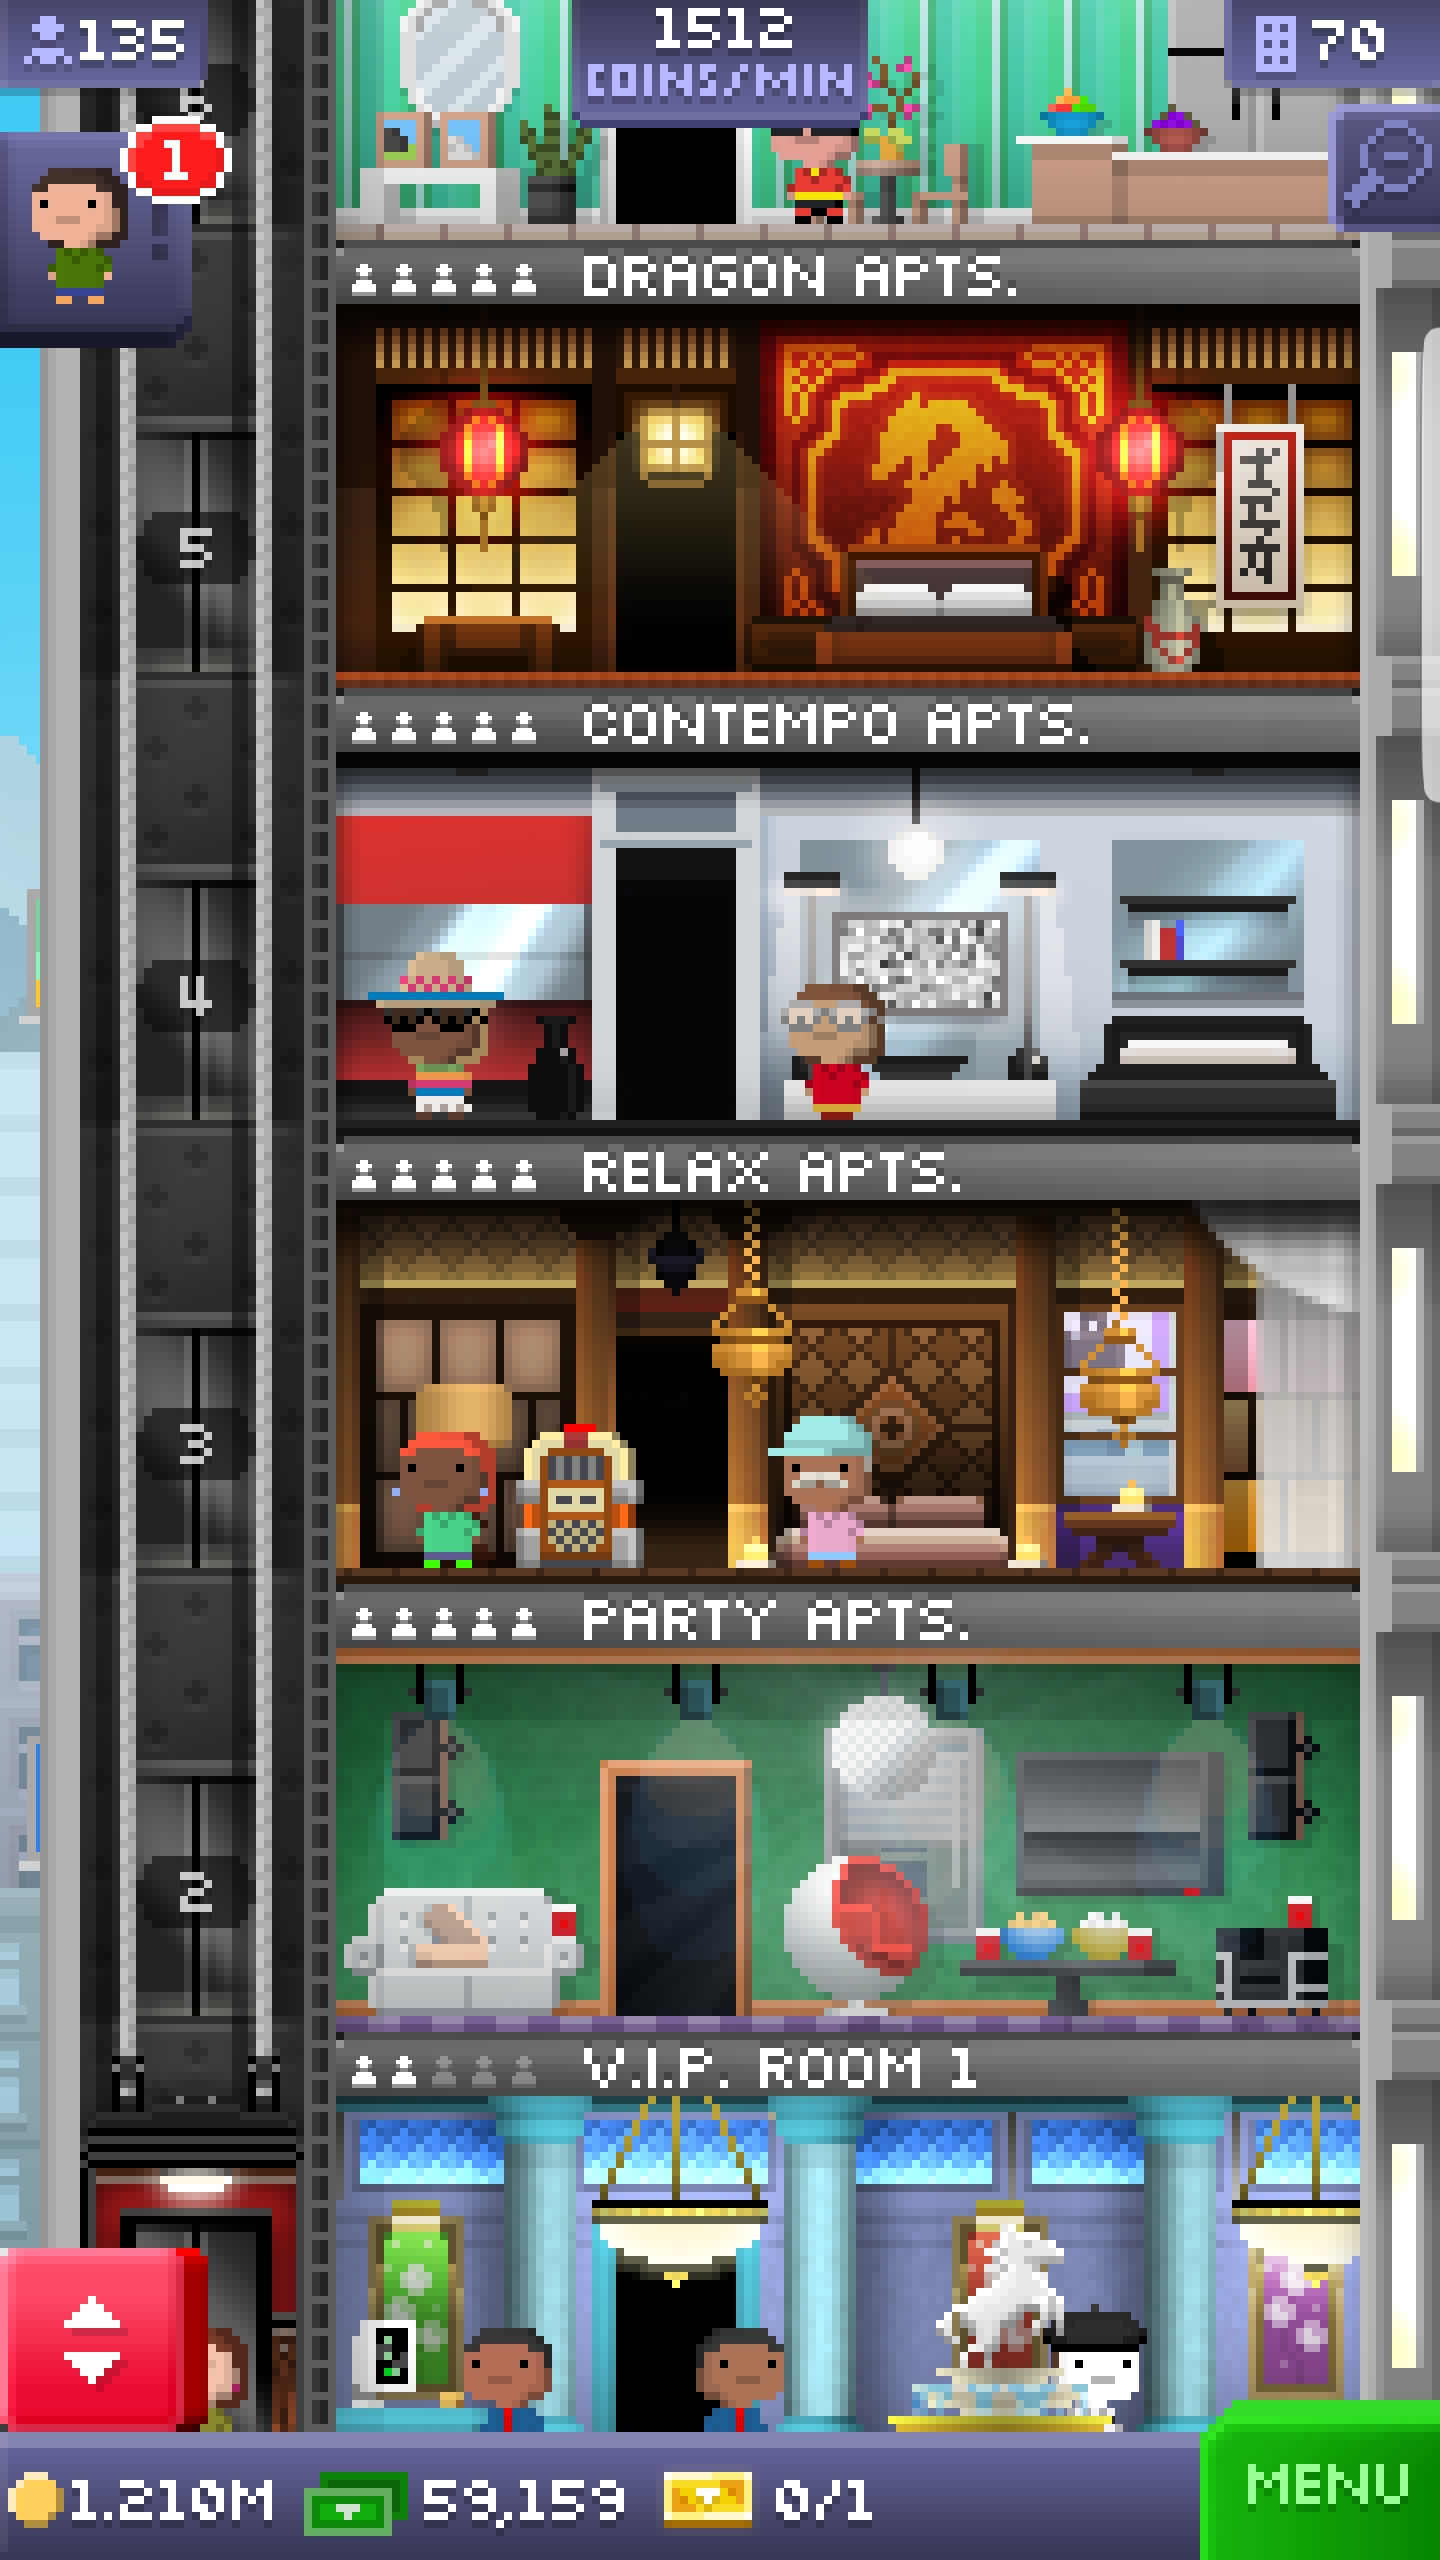 135
1512
COINS/MIN
70
1
DRAGON APTS.
5
CONTEMPO APTS.
4
RELAX APTS.
3
PARTY APTS.
2
V.I.P. ROOM 1
1.210M 59,159 0/1
MENU